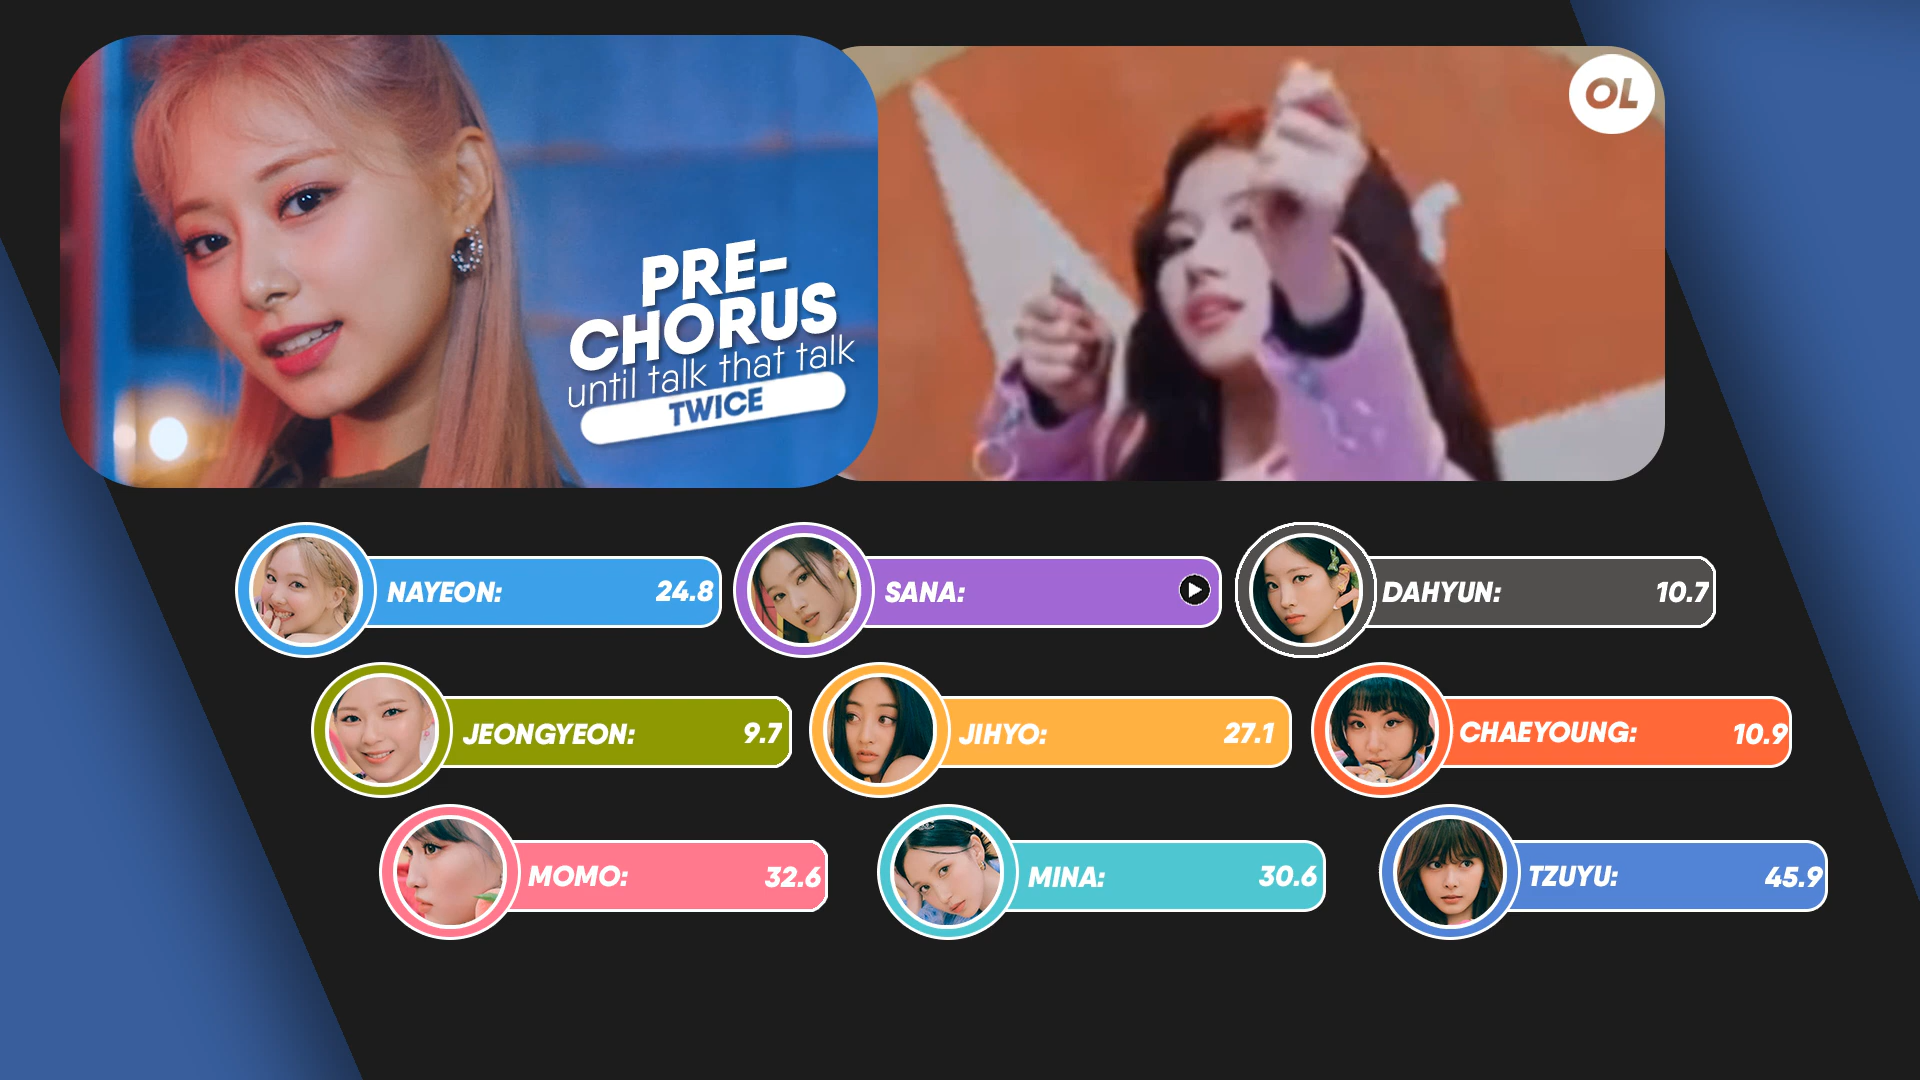 OL
PRE-
CHORUS
until talk that talk
TWICE
NAYEON: 24.8
SANA:
DAHYUN: 10.7
JEONGYEON: 9.7
JIHYO: 27.1
CHAEYOUNG: 10.9
MOMO: 32.6
MINA: 30.6
TZUYU: 45.9